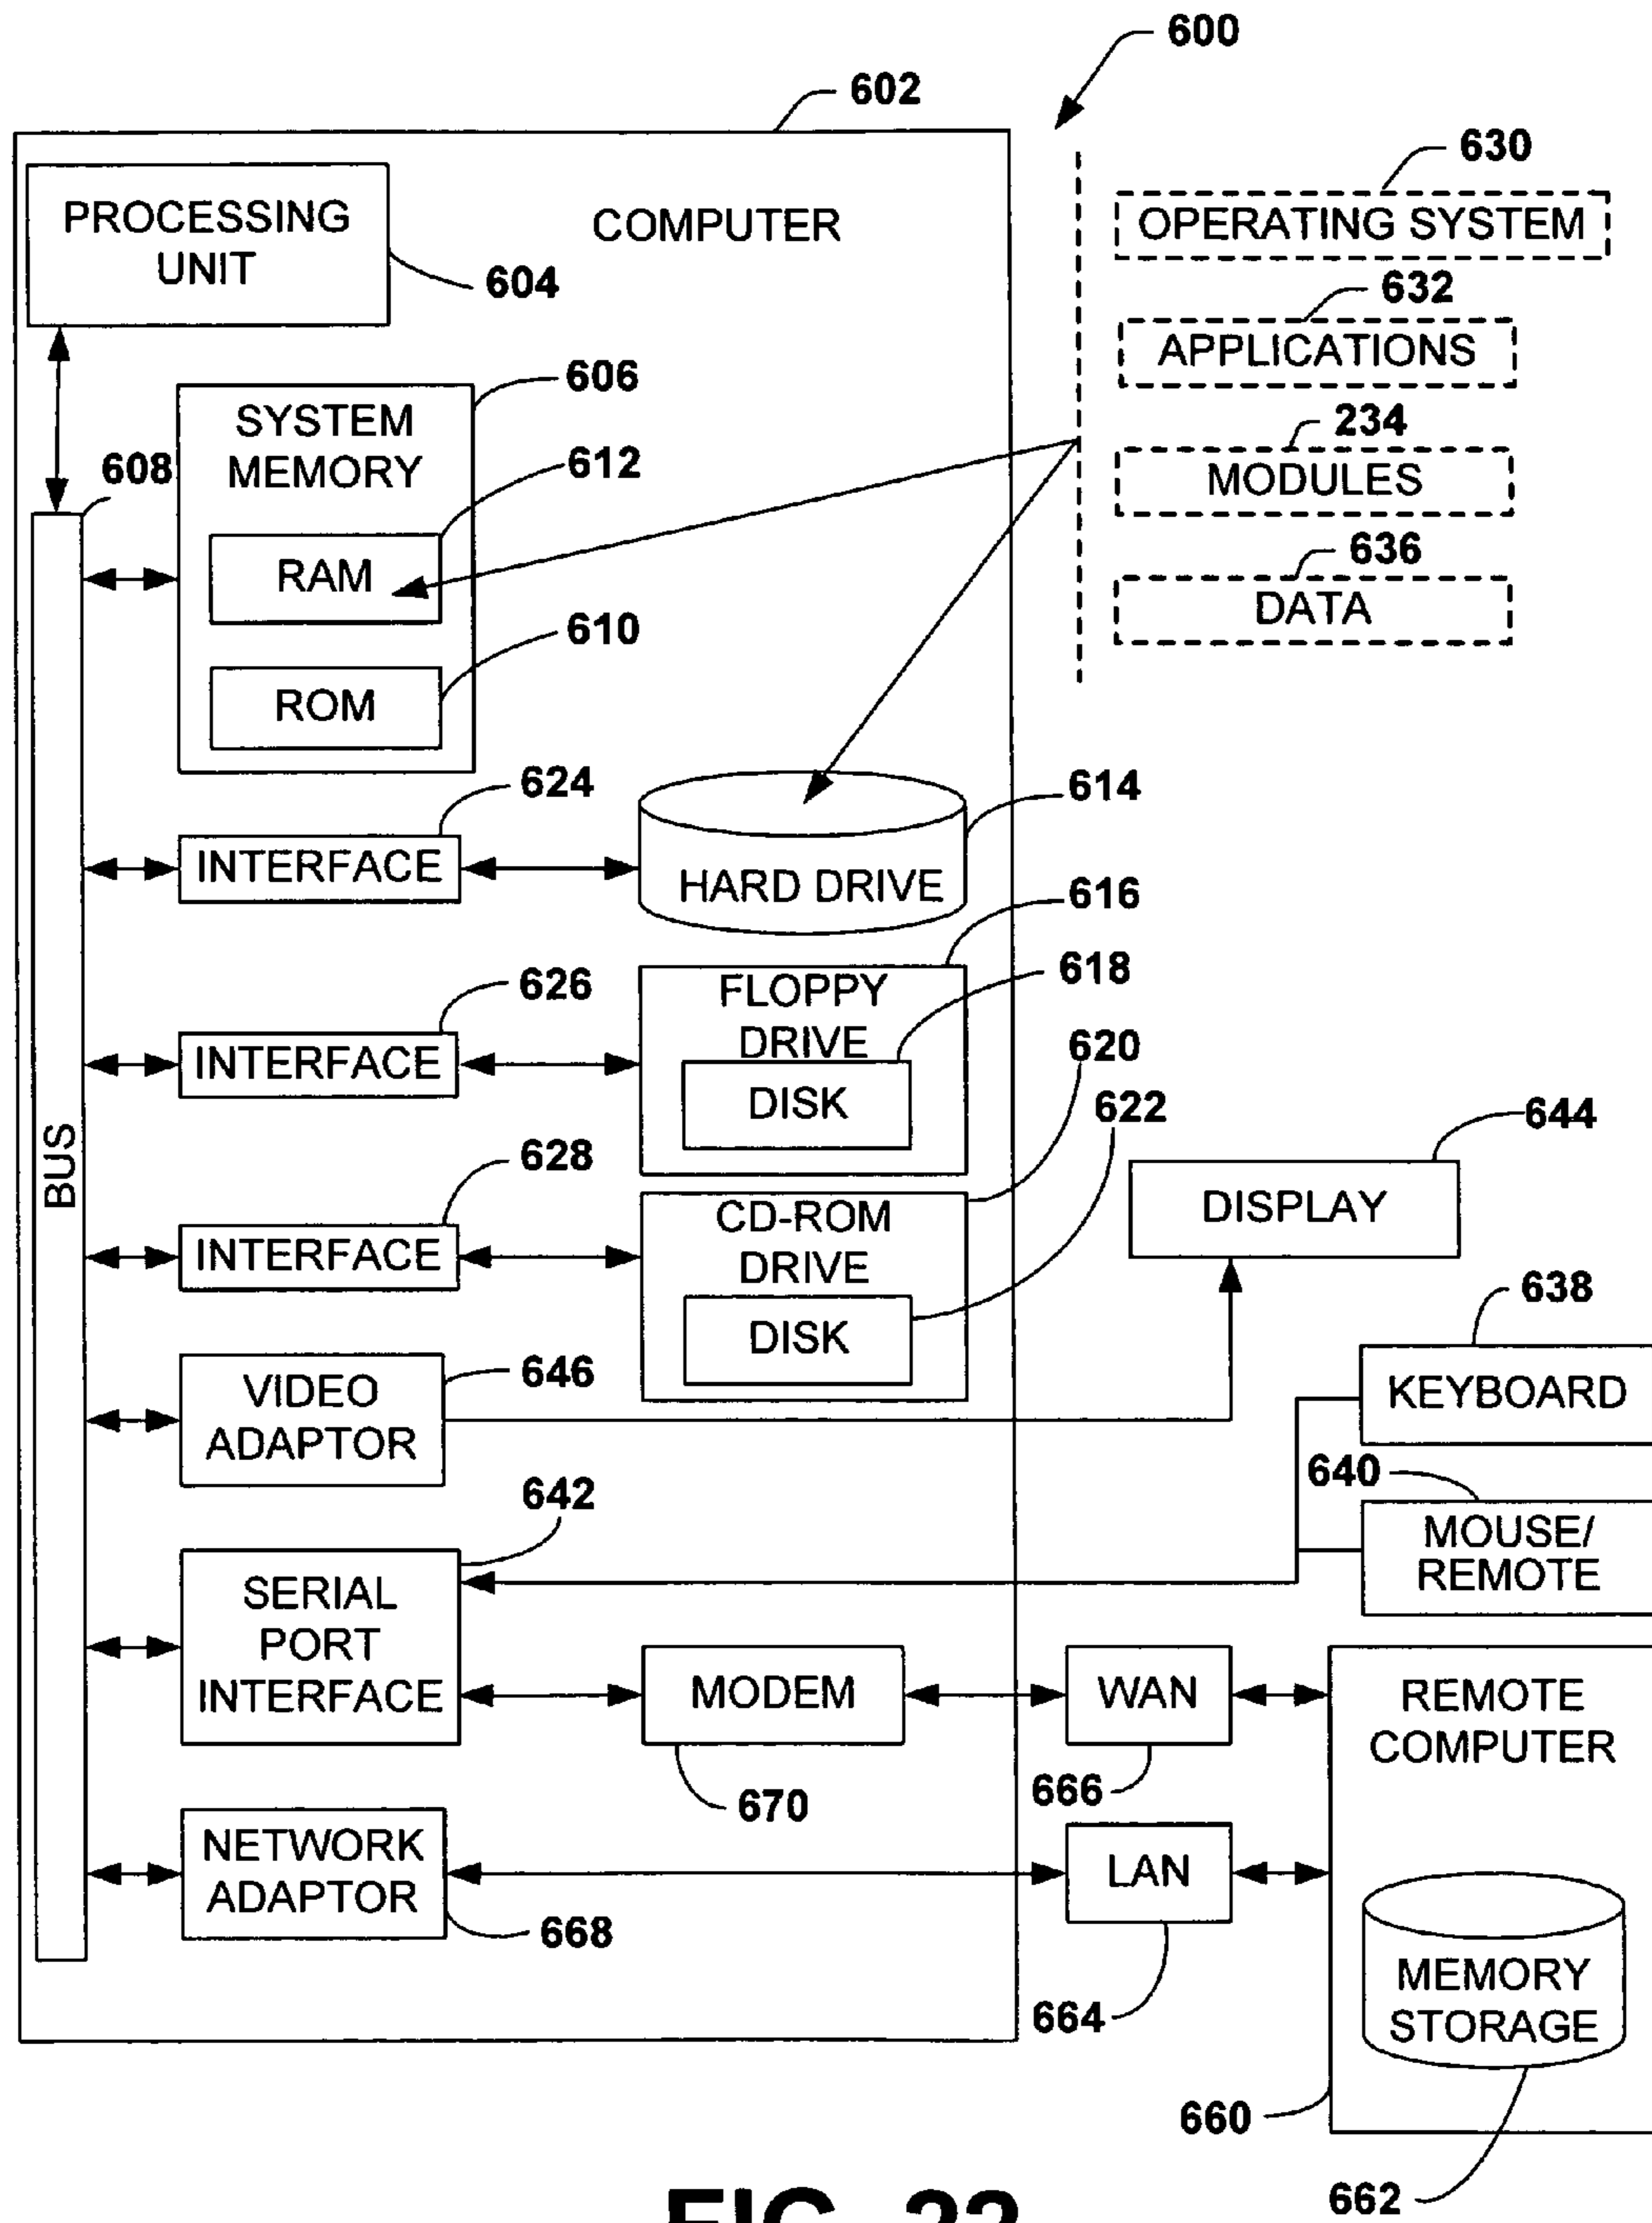 600
602
630
PROCESSING
UNIT
COMPUTER
OPERATING SYSTEM
604
632
APPLICATIONS
606
SYSTEM
MEMORY
234
608
612
MODULES
636
RAM
DATA
610
ROM
624
614
INTERFACE
HARD DRIVE
616
626
618
FLOPPY
DRIVE
620
INTERFACE
DISK
622
644
BUS
628
DISPLAY
CD-ROM
DRIVE
INTERFACE
638
DISK
646
VIDEO
ADAPTOR
KEYBOARD
640
642
MOUSE/
REMOTE
SERIAL
PORT
INTERFACE
MODEM
WAN
REMOTE
COMPUTER
670
666
NETWORK
ADAPTOR
LAN
668
664
MEMORY
STORAGE
660
662
FIG. 22